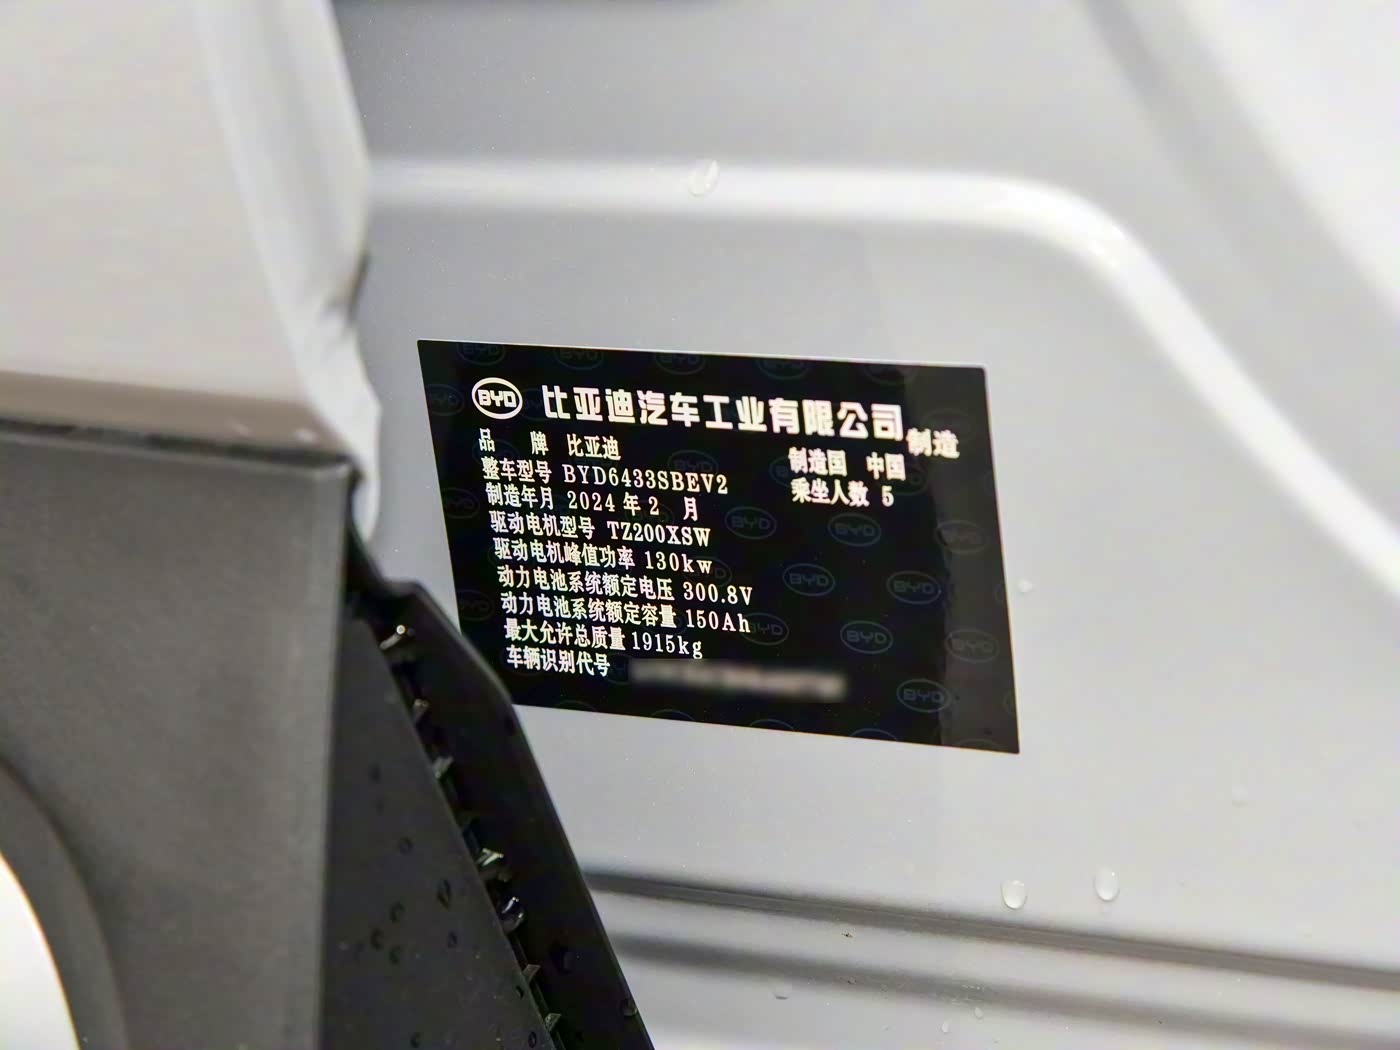 BYD 比亚迪汽车工业有限公司制造
品 牌 比亚迪 制造国 中国
整车型号 BYD6433SBEV2 乘坐人数 5
制造年月 2024 年 2 月
驱动电机型号 TZ200XSW
驱动电机峰值功率 130kw
动力电池系统额定电压 300.8V
动力电池系统额定容量 150Ah
最大允许总质量 1915kg
车辆识别代号